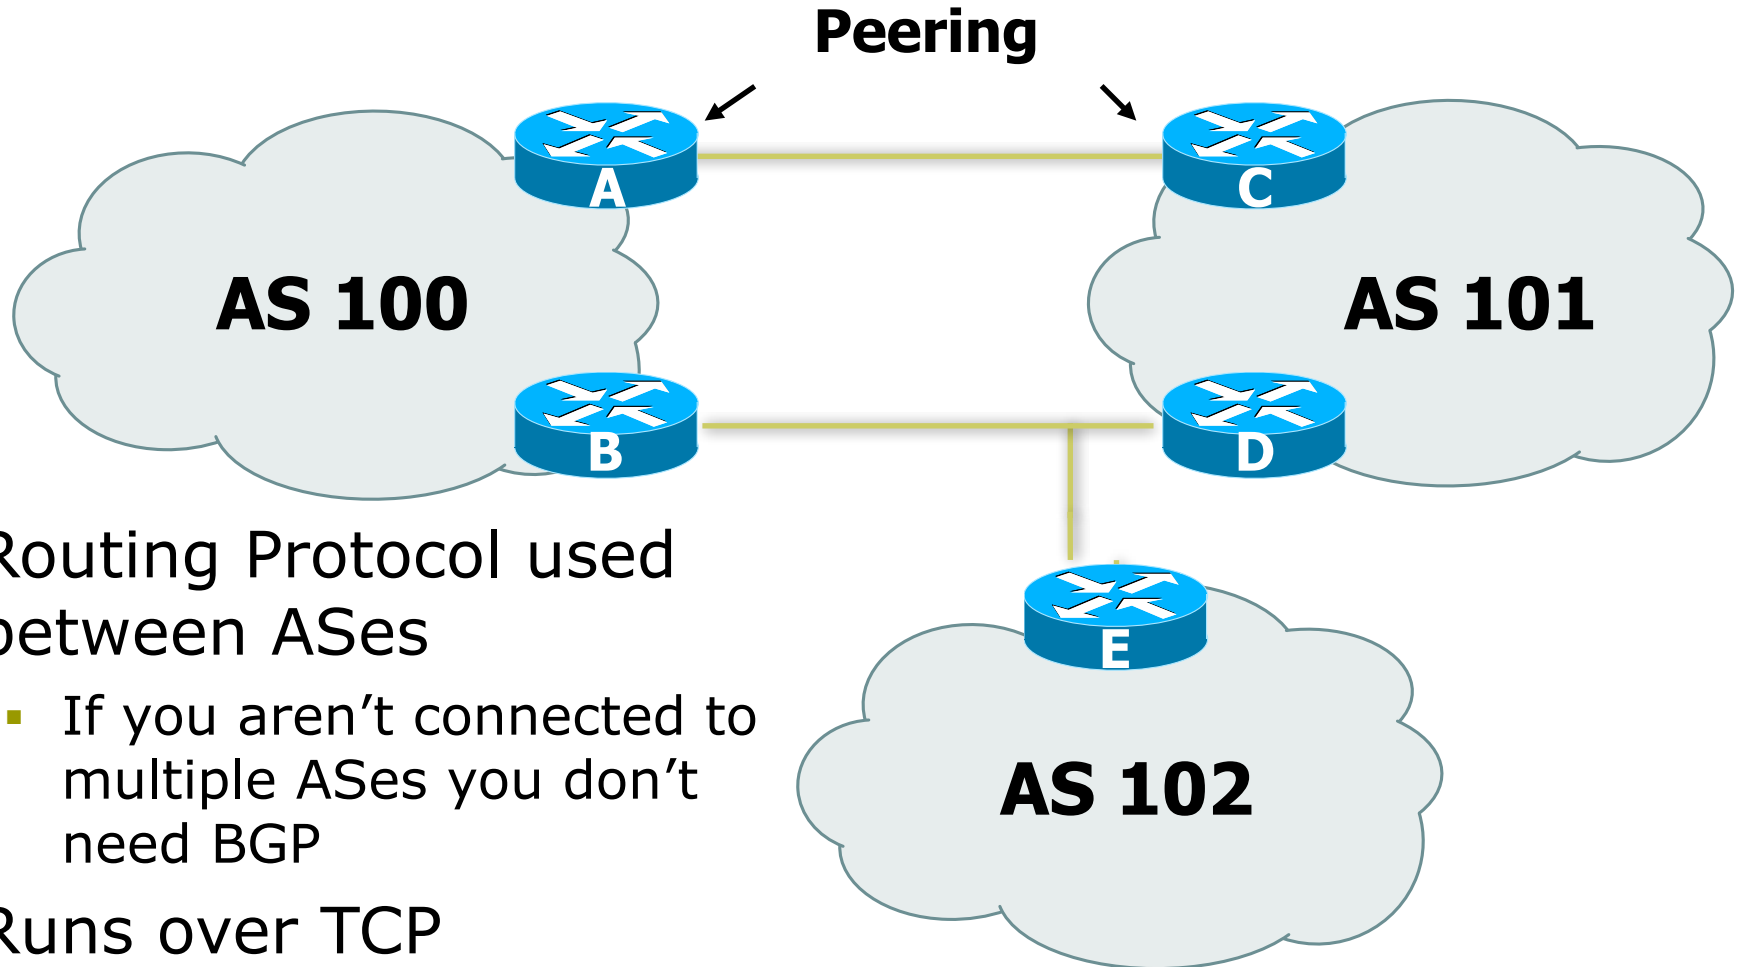 Peering
A
C
AS 100
AS 101
B
D
Routing Protocol used
between ASes
E
▪ If you aren’t connected to
multiple ASes you don’t
need BGP
AS 102
Runs over TCP